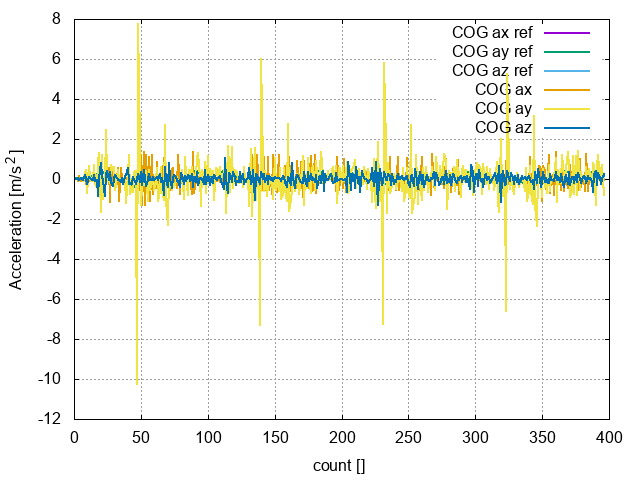 COG ax ref
COG ay ref
COG az ref
COG ax
COG ay
COG az
8
6
4
2
0
-2
-4
-6
-8
-10
-12
Acceleration [m/s^2]
0 50 100 150 200 250 300 350 400
count []